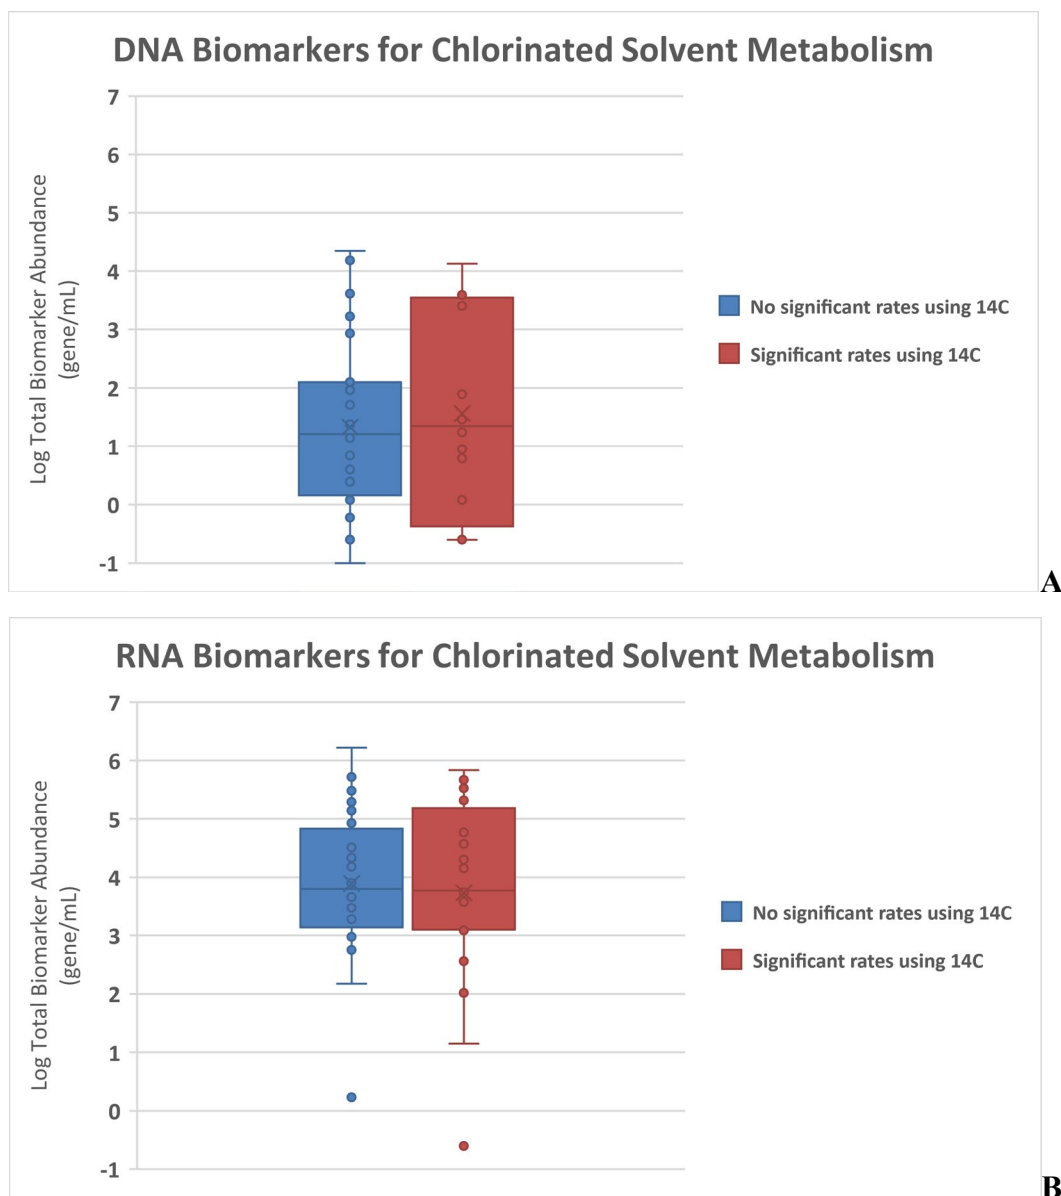 DNA Biomarkers for Chlorinated Solvent Metabolism
Log Total Biomarker Abundance
(gene/mL)
7
6
5
4
3
2
1
0
-1
No significant rates using 14C
Significant rates using 14C
A
RNA Biomarkers for Chlorinated Solvent Metabolism
Log Total Biomarker Abundance
(gene/mL)
7
6
5
4
3
2
1
0
-1
No significant rates using 14C
Significant rates using 14C
B